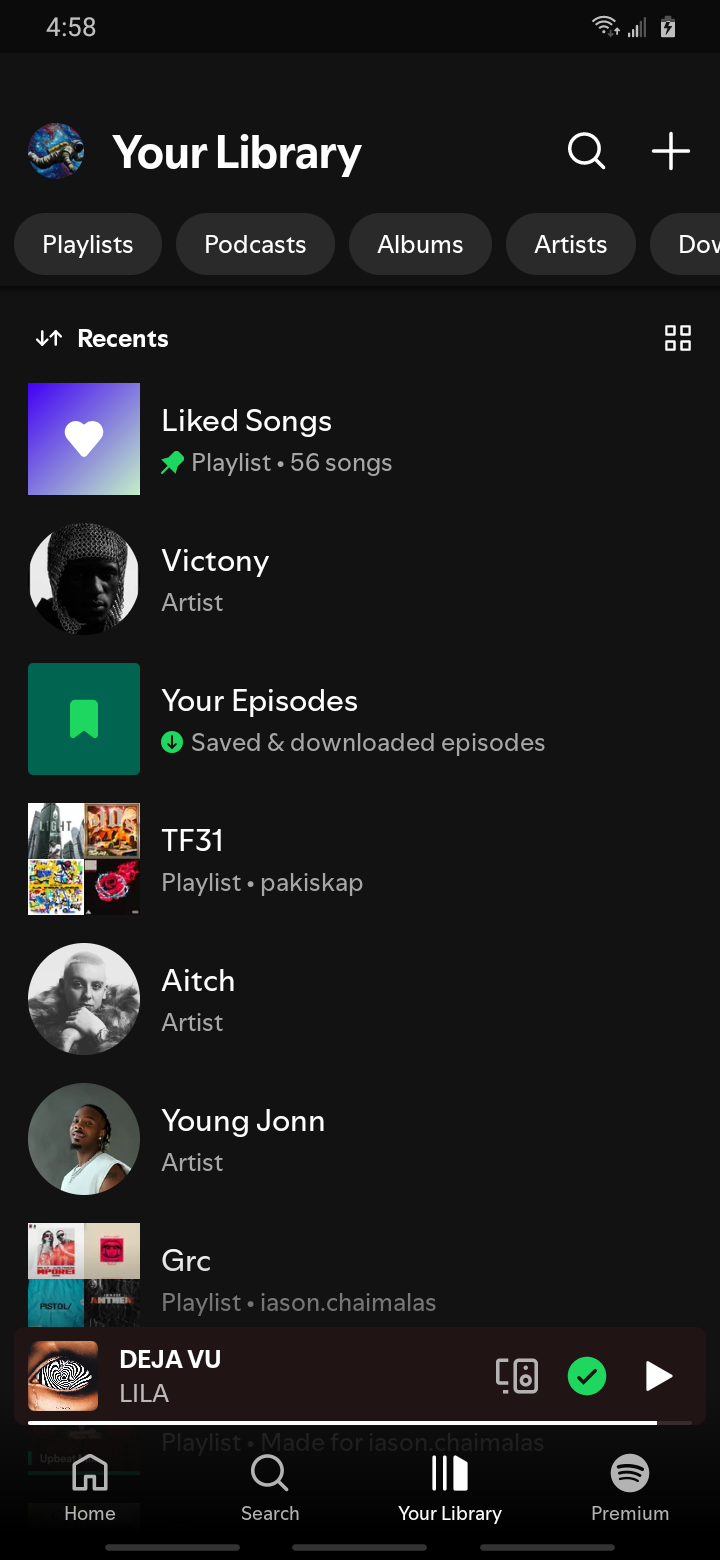 4:58
Your Library
Playlists
Podcasts
Albums
Artists
Recents
Liked Songs
Playlist • 56 songs
Victony
Artist
Your Episodes
Saved & downloaded episodes
LIGHT
TF31
Playlist • pakiskap
Aitch
Artist
Young Jonn
Artist
Grc
Playlist • iason.chaimalas
PISTOL/
DEJA VU
LILA
Playlist • Made for iason.chaimalas
Home
Search
Your Library
Premium